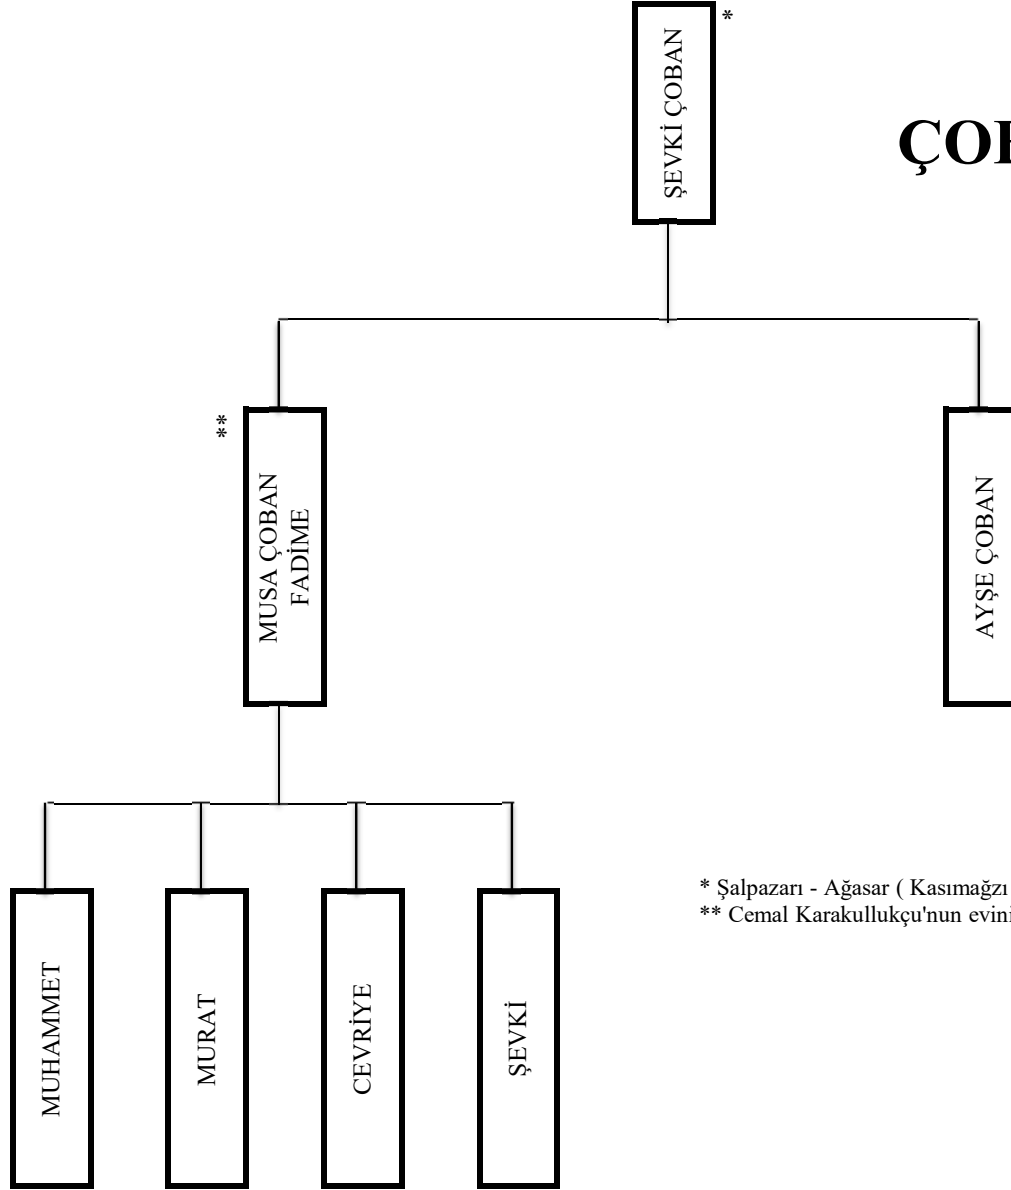 ŞEVKİ ÇOBAN
*
ÇOB
**
MUSA ÇOBAN
FADİME
AYŞE ÇOBAN
* Şalpazarı - Ağasar ( Kasımağzı
** Cemal Karakullukçu'nun evini
MUHAMMET
MURAT
CEVRİYE
ŞEVKİ